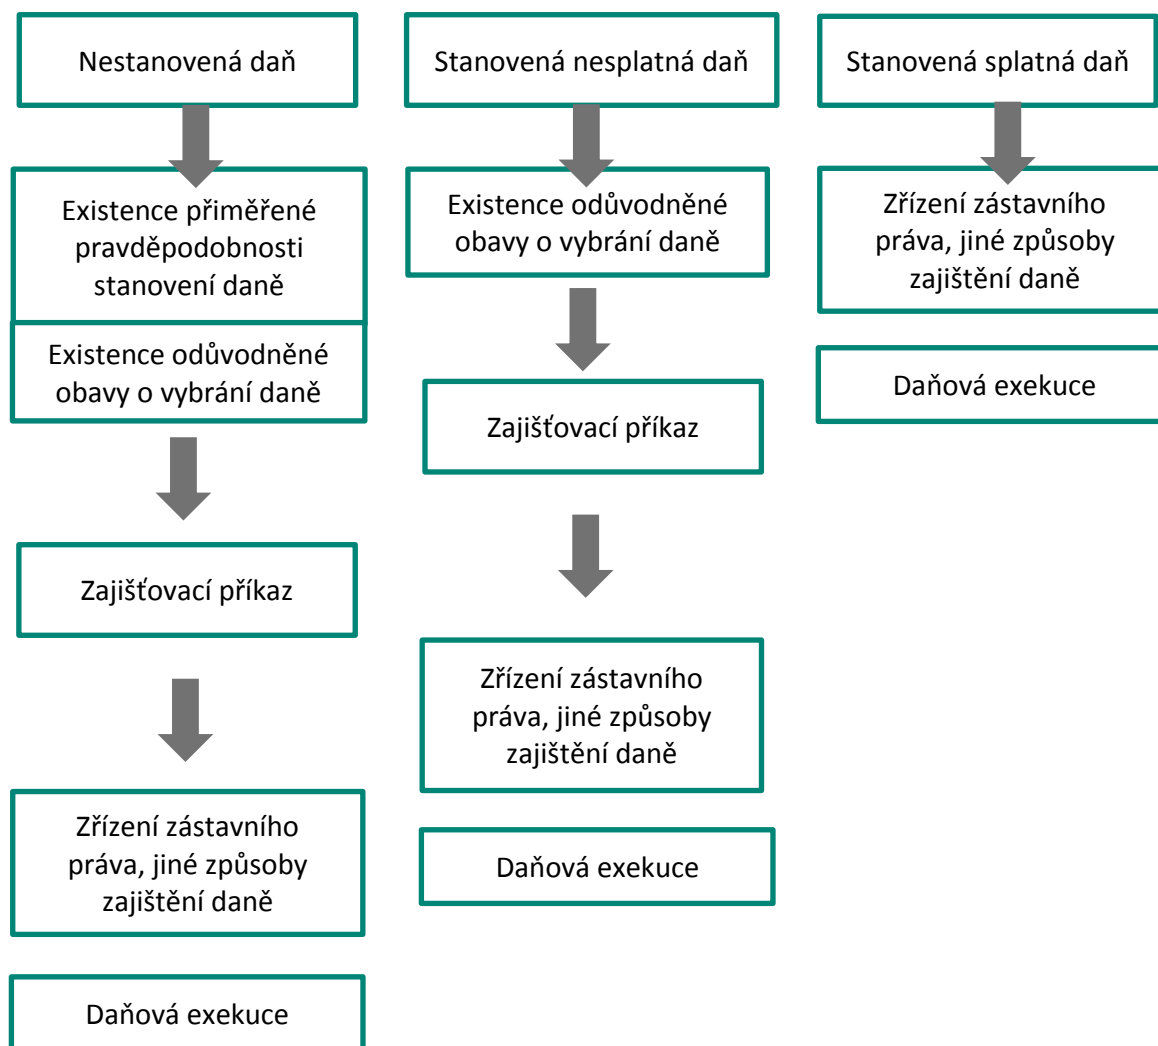 Nestanovená daň
Existence přiměřené
pravděpodobnosti
stanovení daně
Existence odůvodněné
obavy o vybrání daně
Zajišťovací příkaz
Zřízení zástavního
práva, jiné způsoby
zajištění daně
Daňová exekuce
Stanovená nesplatná daň
Existence odůvodněné
obavy o vybrání daně
Zajišťovací příkaz
Zřízení zástavního
práva, jiné způsoby
zajištění daně
Daňová exekuce
Stanovená splatná daň
Zřízení zástavního
práva, jiné způsoby
zajištění daně
Daňová exekuce